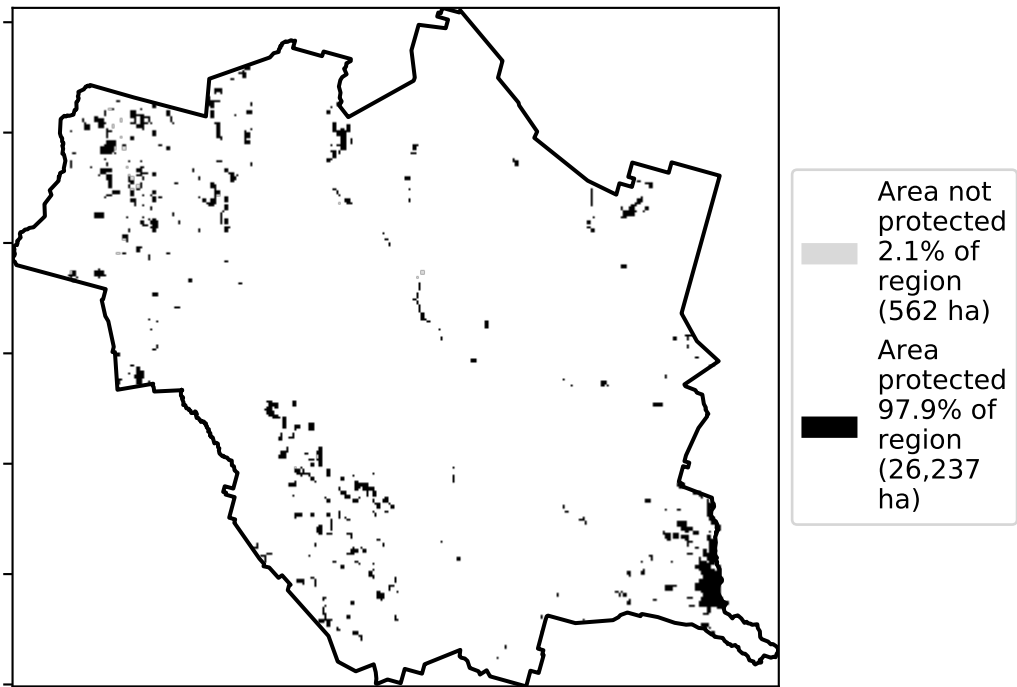 Area not
protected
2.1% of
region
(562 ha)
Area
protected
97.9% of
region
(26,237
ha)